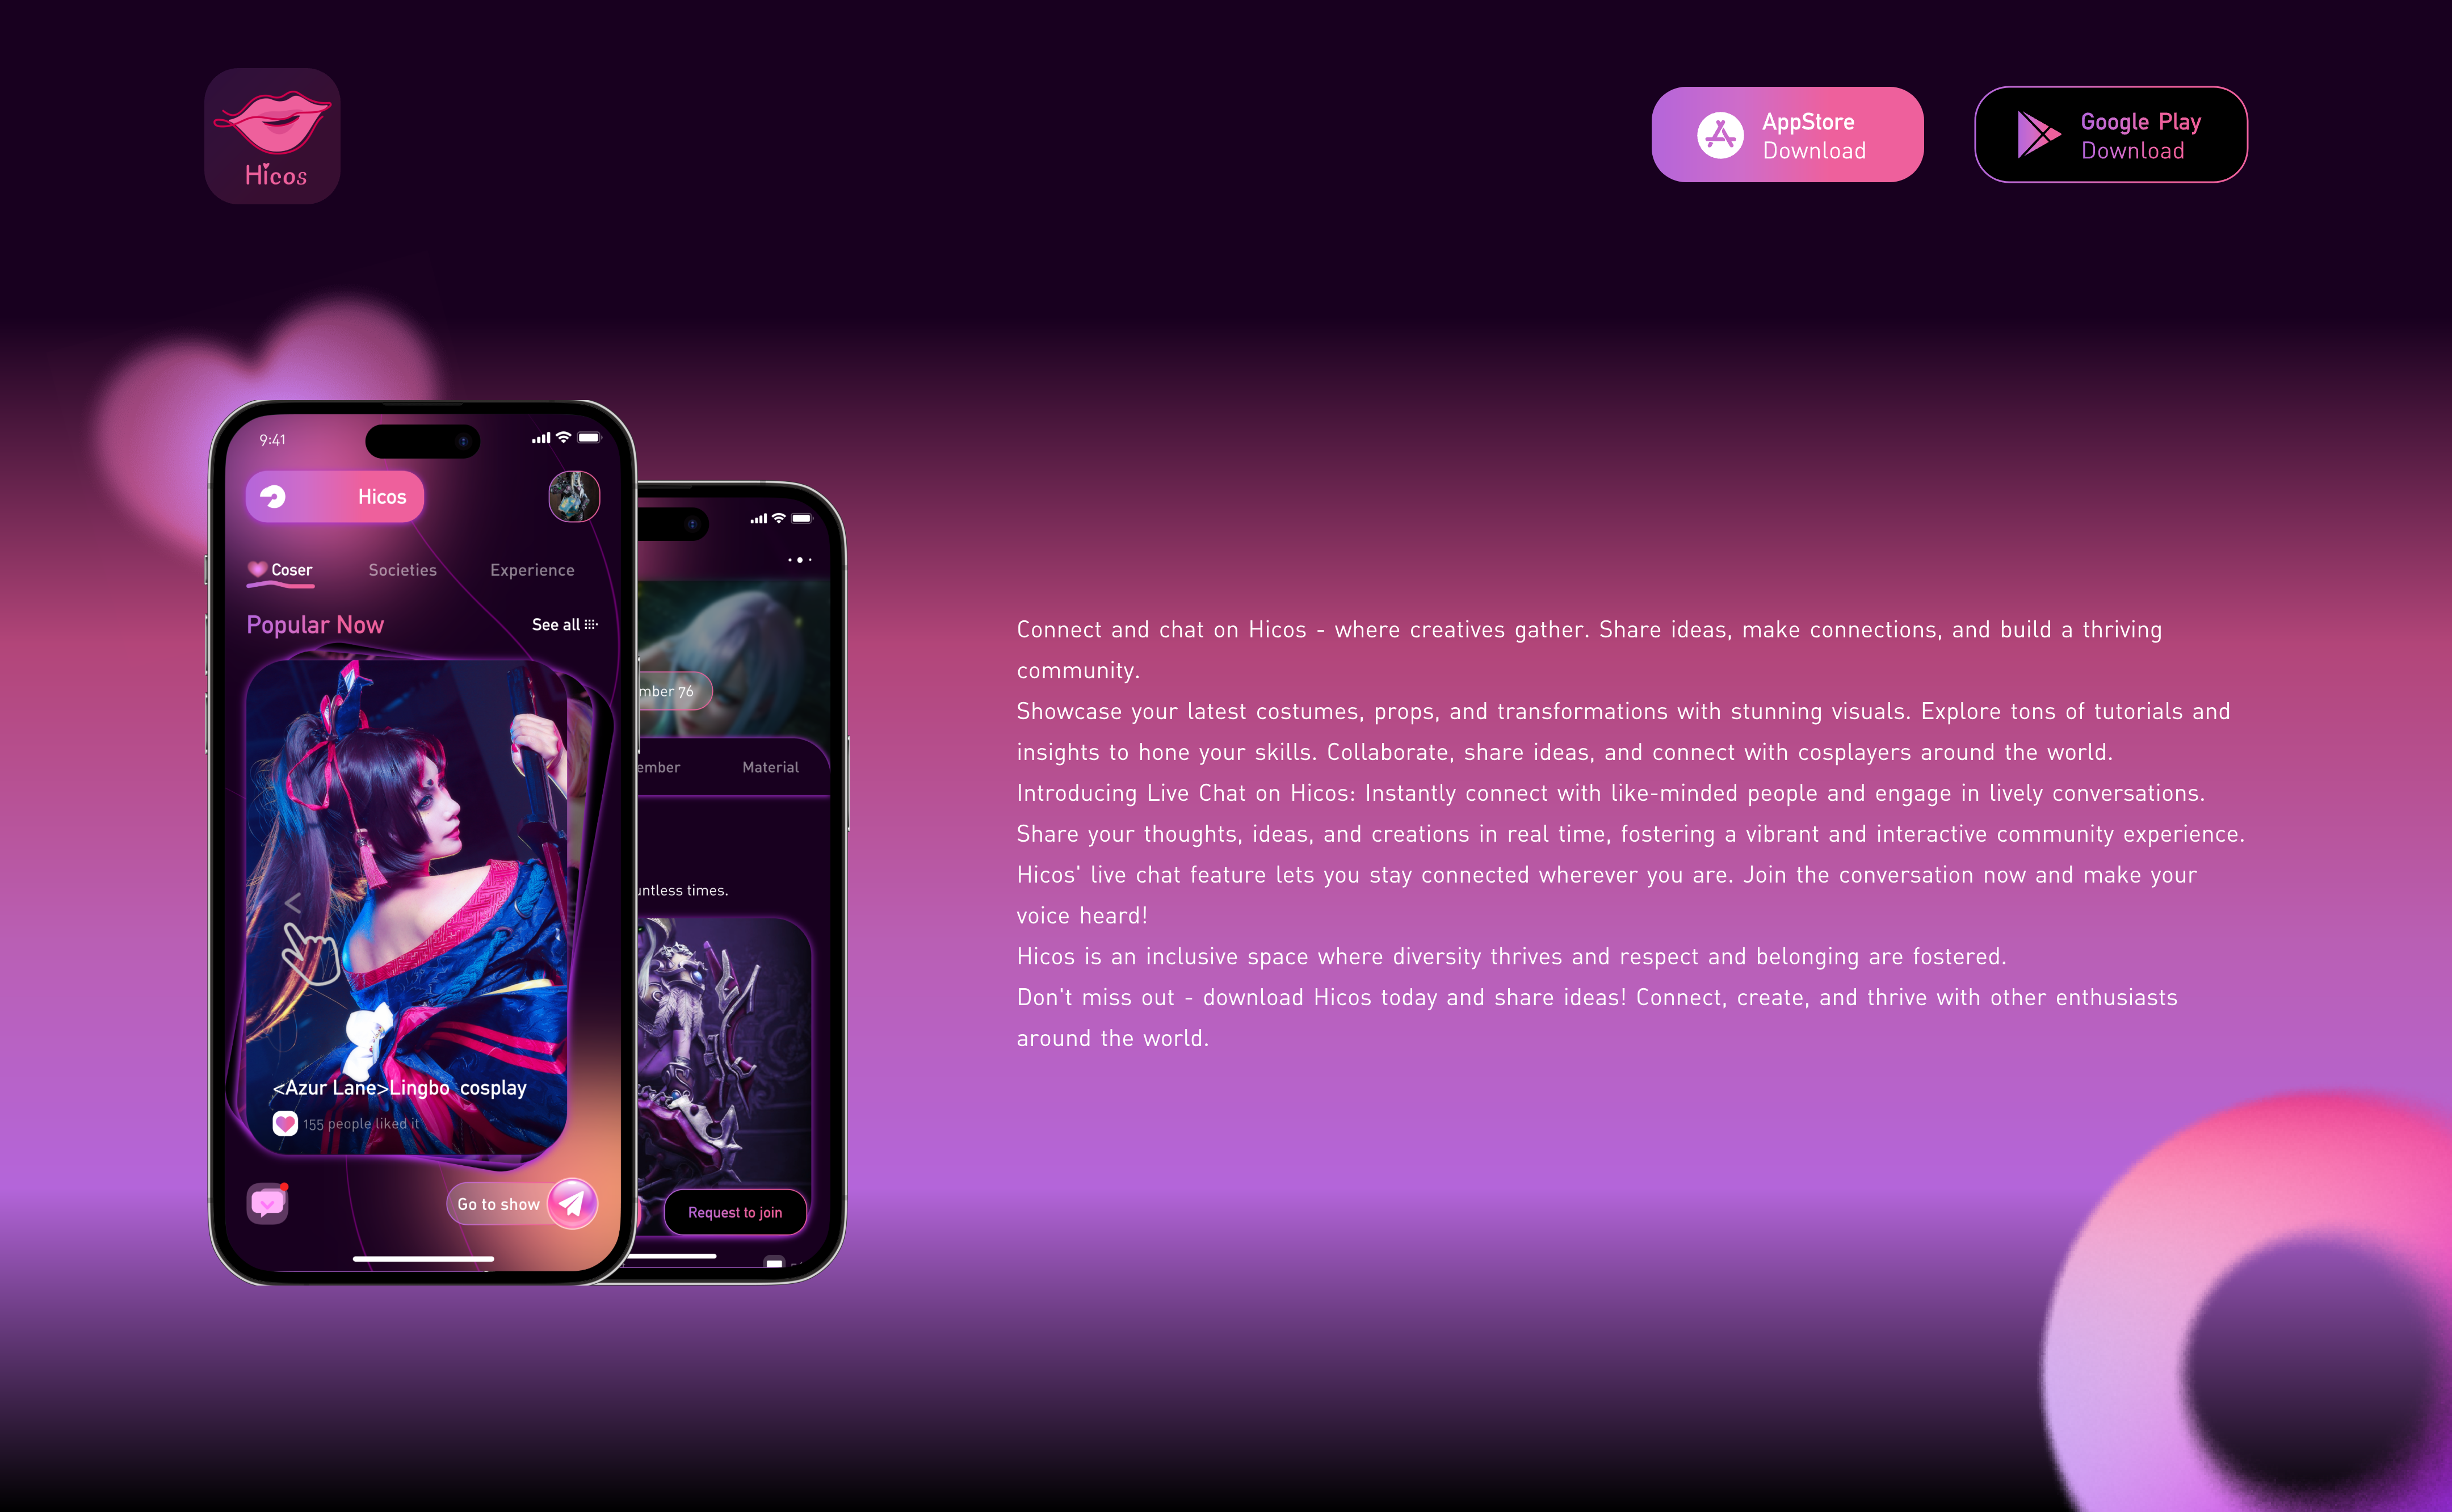 Hicos
AppStore
Download
Google Play
Download
9:41
Hicos
Coser
Societies
Experience
Popular Now
See all
<Azur Lane>Lingbo cosplay
155 people liked it
Go to show
76
Material
times.
Request to join
Connect and chat on Hicos - where creatives gather. Share ideas, make connections, and build a thriving
community.
Showcase your latest costumes, props, and transformations with stunning visuals. Explore tons of tutorials and
insights to hone your skills. Collaborate, share ideas, and connect with cosplayers around the world.
Introducing Live Chat on Hicos: Instantly connect with like-minded people and engage in lively conversations.
Share your thoughts, ideas, and creations in real time, fostering a vibrant and interactive community experience.
Hicos' live chat feature lets you stay connected wherever you are. Join the conversation now and make your
voice heard!
Hicos is an inclusive space where diversity thrives and respect and belonging are fostered.
Don't miss out - download Hicos today and share ideas! Connect, create, and thrive with other enthusiasts
around the world.